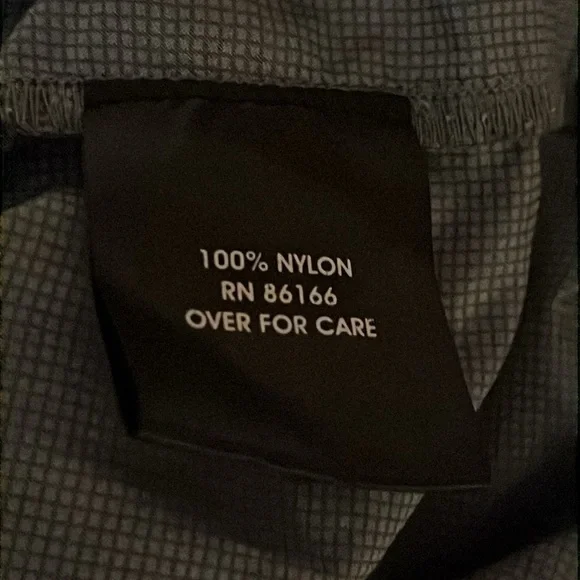 100% NYLON
RN 86166
OVER FOR CARE